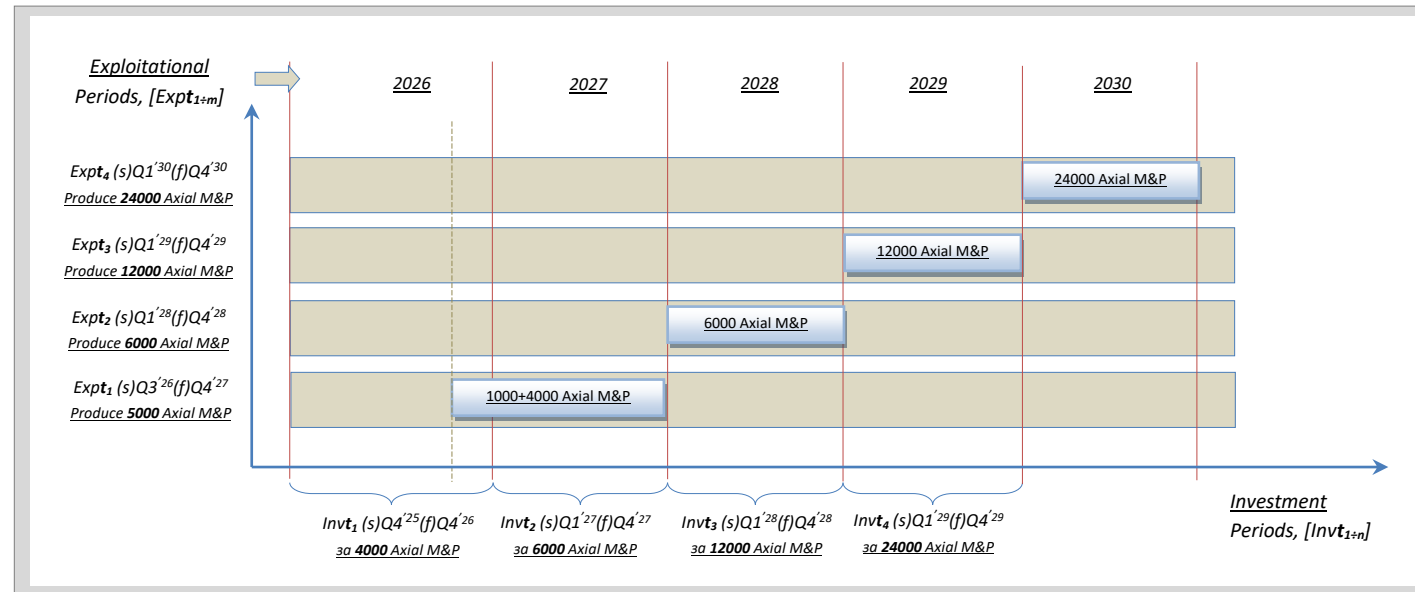 Exploitational
Periods, [Expt1÷m]
2026
2027
2028
2029
2030
Expt4 (s)Q1'30(f)Q4'30
Produce 24000 Axial M&P
24000 Axial M&P
Expt3 (s)Q1'29(f)Q4'29
Produce 12000 Axial M&P
12000 Axial M&P
Expt2 (s)Q1'28(f)Q4'28
Produce 6000 Axial M&P
6000 Axial M&P
Expt1 (s)Q3'26(f)Q4'27
Produce 5000 Axial M&P
1000+4000 Axial M&P
Invt1 (s)Q4'25(f)Q4'26
за 4000 Axial M&P
Invt2 (s)Q1'27(f)Q4'27
за 6000 Axial M&P
Invt3 (s)Q1'28(f)Q4'28
за 12000 Axial M&P
Invt4 (s)Q1'29(f)Q4'29
за 24000 Axial M&P
Investment
Periods, [Invt1÷n]